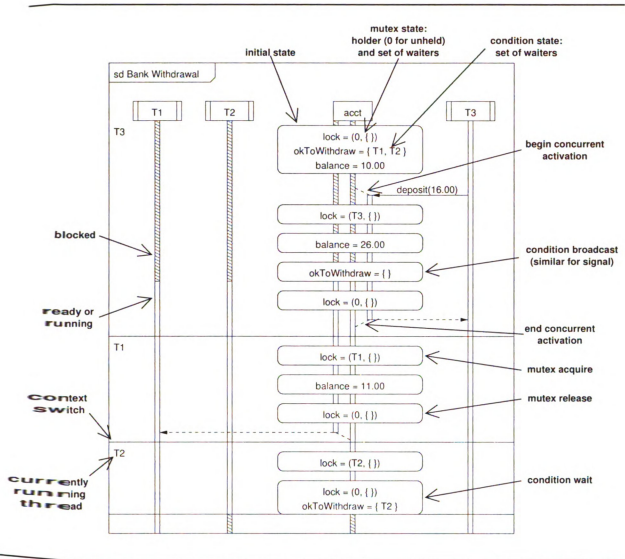 mutex state:
holder (0 for unheld)
and set of waiters
condition state:
set of waiters
initial state
sd Bank Withdrawal
T1
T2
acct
T3
T3
lock = (0, { })
okToWithdraw = { T1, T2 }
balance = 10.00
begin concurrent
activation
deposit(16.00)
lock = (T3, { })
blocked
balance = 26.00
condition broadcast
(similar for signal)
okToWithdraw = { }
ready or
running
lock = (0, { })
end concurrent
activation
T1
lock = (T1, { })
mutex acquire
balance = 11.00
context
switch
lock = (0, { })
mutex release
T2
lock = (T2, { })
currently
running
thread
lock = (0, { })
okToWithdraw = { T2 }
condition wait